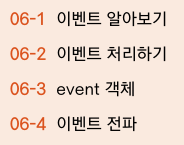 06-1 이벤트 알아보기
06-2 이벤트 처리하기
06-3 event 객체
06-4 이벤트 전파